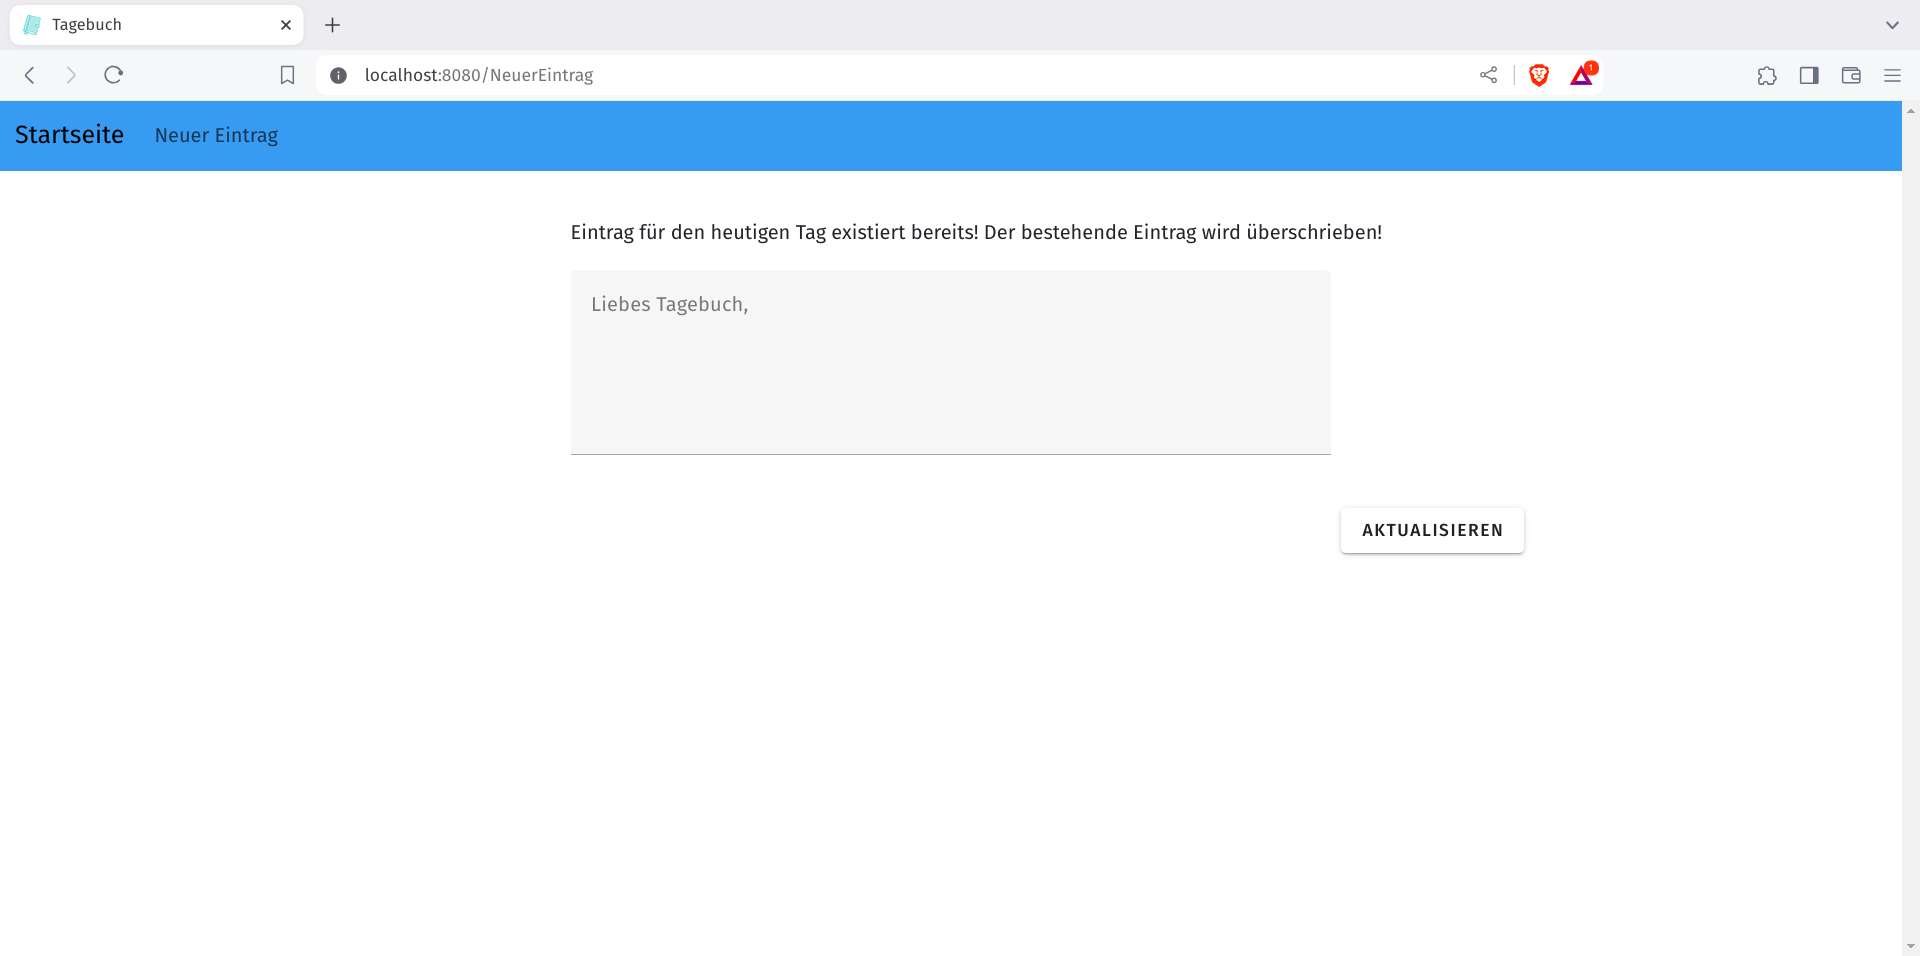 Tagebuch
localhost:8080/NeuerEintrag
1
Startseite Neuer Eintrag
Eintrag für den heutigen Tag existiert bereits! Der bestehende Eintrag wird überschrieben!
Liebes Tagebuch,
AKTUALISIEREN